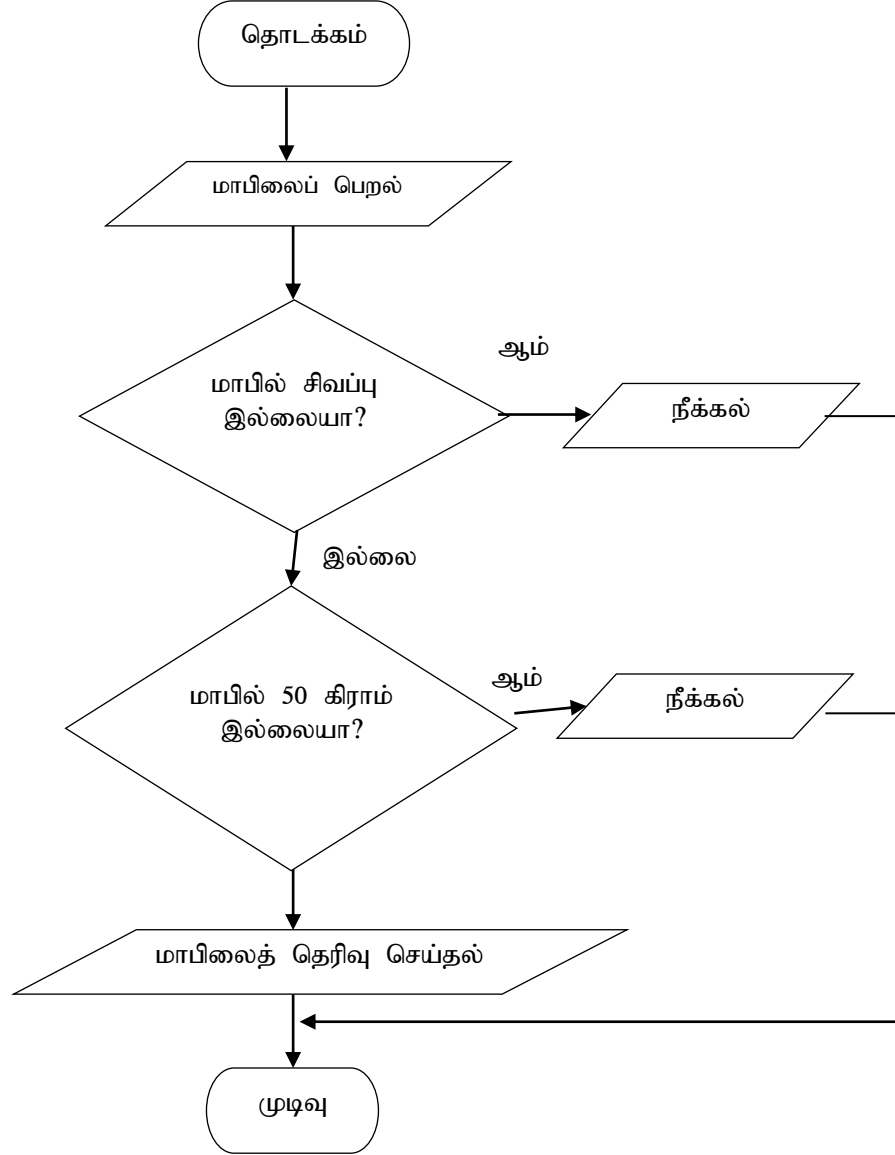 தொடக்கம்
மாபிலைப் பெறல்
மாபில் சிவப்பு
இல்லையா?
ஆம்
நீக்கல்
இல்லை
மாபில் 50 கிராம்
இல்லையா?
ஆம்
நீக்கல்
மாபிலைத் தெரிவு செய்தல்
முடிவு